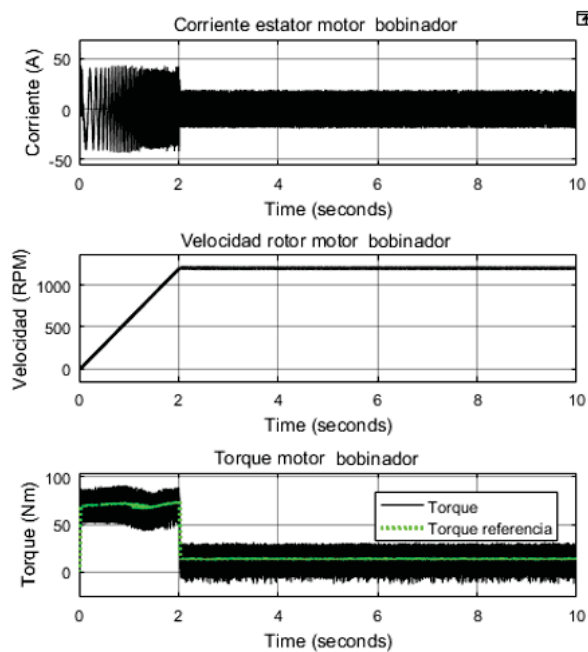 Corriente estator motor bobinador
Corriente (A)
50
0
-50
0 2 4 6 8 10
Time (seconds)
Velocidad rotor motor bobinador
Velocidad (RPM)
1000
500
0
0 2 4 6 8 10
Time (seconds)
Torque motor bobinador
Torque (Nm)
100
50
0
Torque
Torque referencia
0 2 4 6 8 10
Time (seconds)